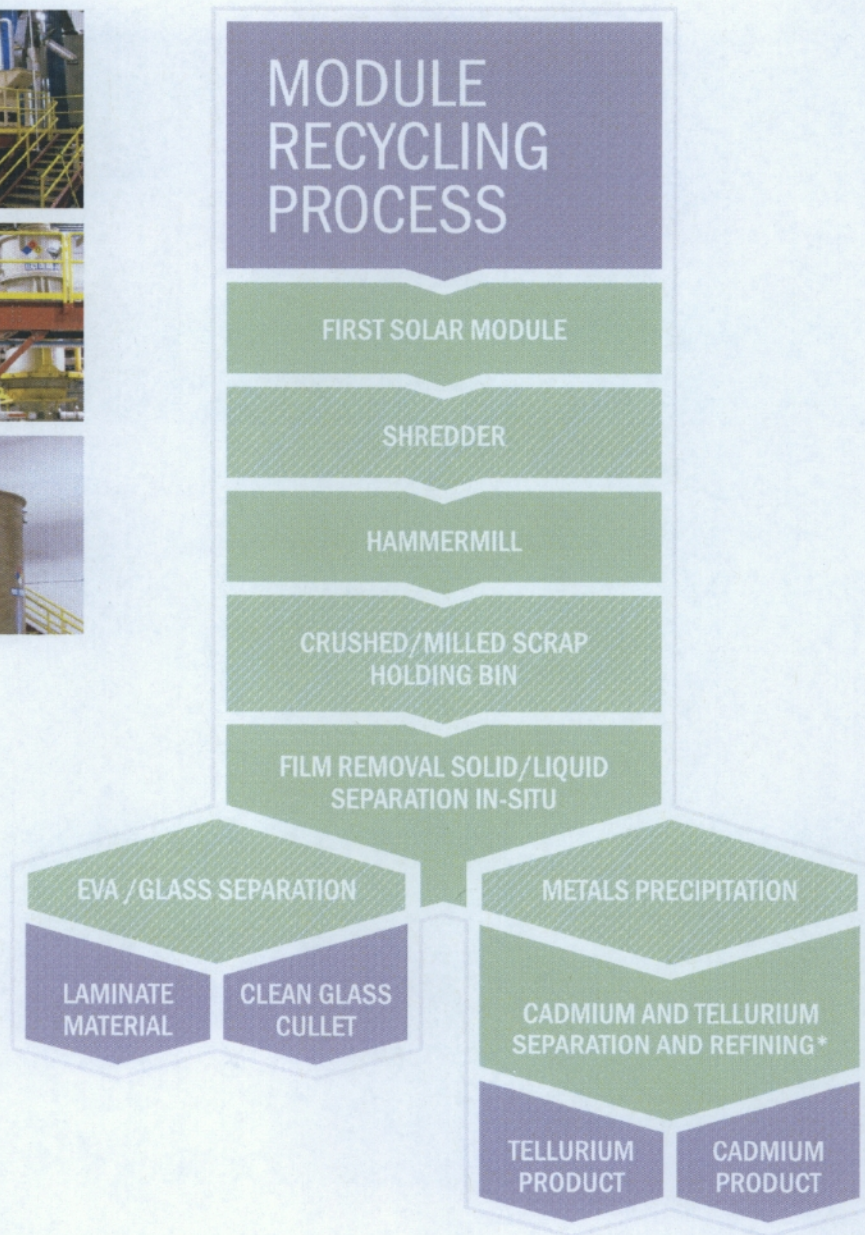 MODULE
RECYCLING
PROCESS
FIRST SOLAR MODULE
SHREDDER
HAMMERMILL
CRUSHED/MILLED SCRAP
HOLDING BIN
FILM REMOVAL SOLID/LIQUID
SEPARATION IN-SITU
EVA /GLASS SEPARATION
LAMINATE
MATERIAL
CLEAN GLASS
CULLET
METALS PRECIPITATION
CADMIUM AND TELLURIUM
SEPARATION AND REFINING*
TELLURIUM
PRODUCT
CADMIUM
PRODUCT